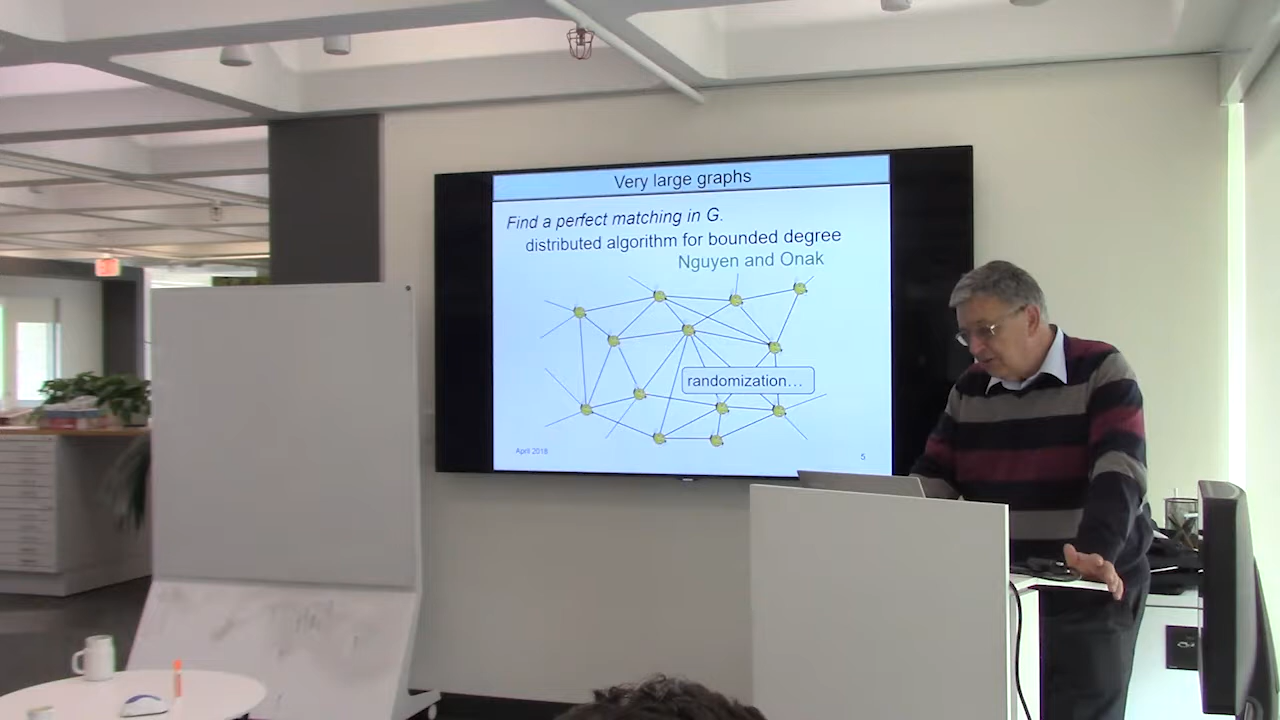 Very large graphs
Find a perfect matching in G.
distributed algorithm for bounded degree
Nguyen and Onak
randomization…
April 2018
5